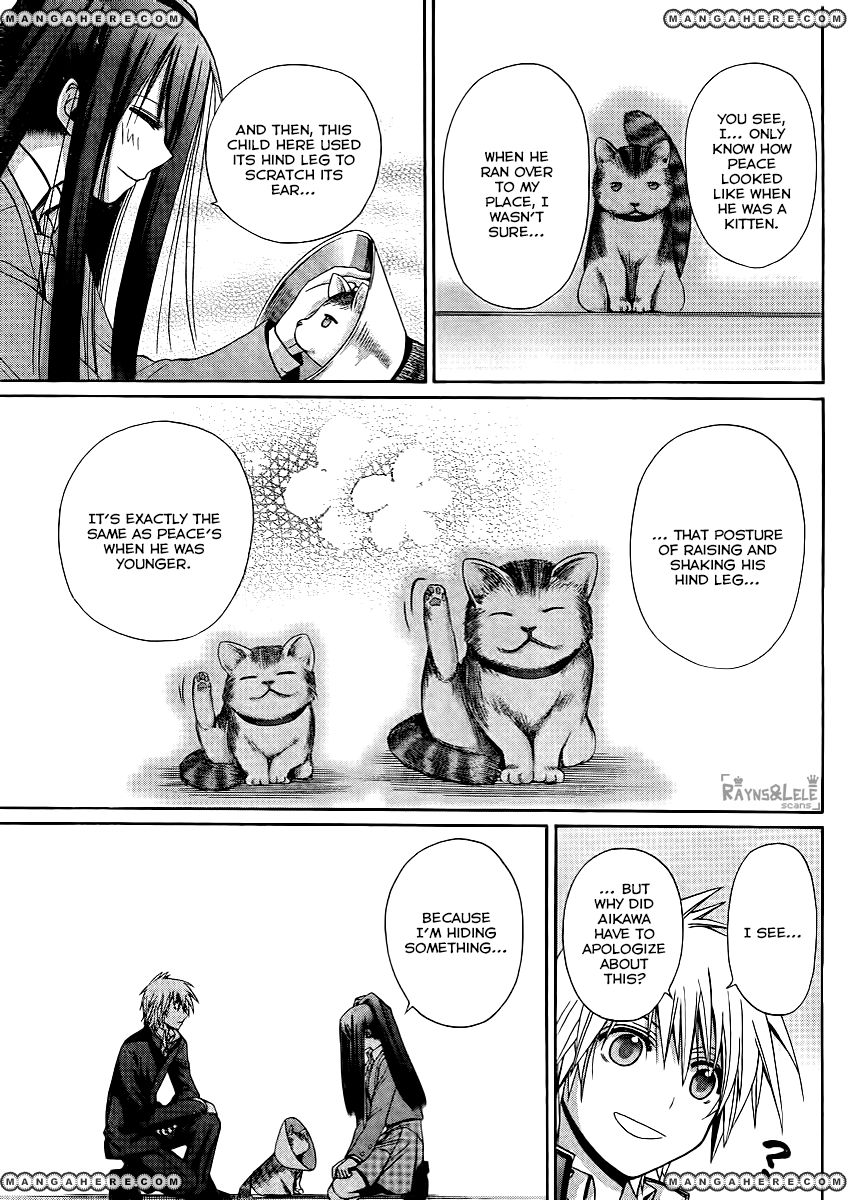 MANGAHERE.COM
MANGAHERE.COM
YOU SEE,
I... ONLY
KNOW HOW
PEACE
LOOKED
LIKE WHEN
HE WAS A
KITTEN.
WHEN HE
RAN OVER
TO MY
PLACE, I
WASN'T
SURE...
AND THEN, THIS
CHILD HERE USED
ITS HIND LEG TO
SCRATCH ITS
EAR...
... THAT POSTURE
OF RAISING AND
SHAKING HIS
HIND LEG...
IT'S EXACTLY THE
SAME AS PEACE'S
WHEN HE WAS
YOUNGER.
RAYNS&LELE
scans
I SEE...
... BUT
WHY DID
AIKAWA
HAVE TO
APOLOGIZE
ABOUT
THIS?
?
BECAUSE
I'M HIDING
SOMETHING...
MANGAHERE.COM
MANGAHERE.COM